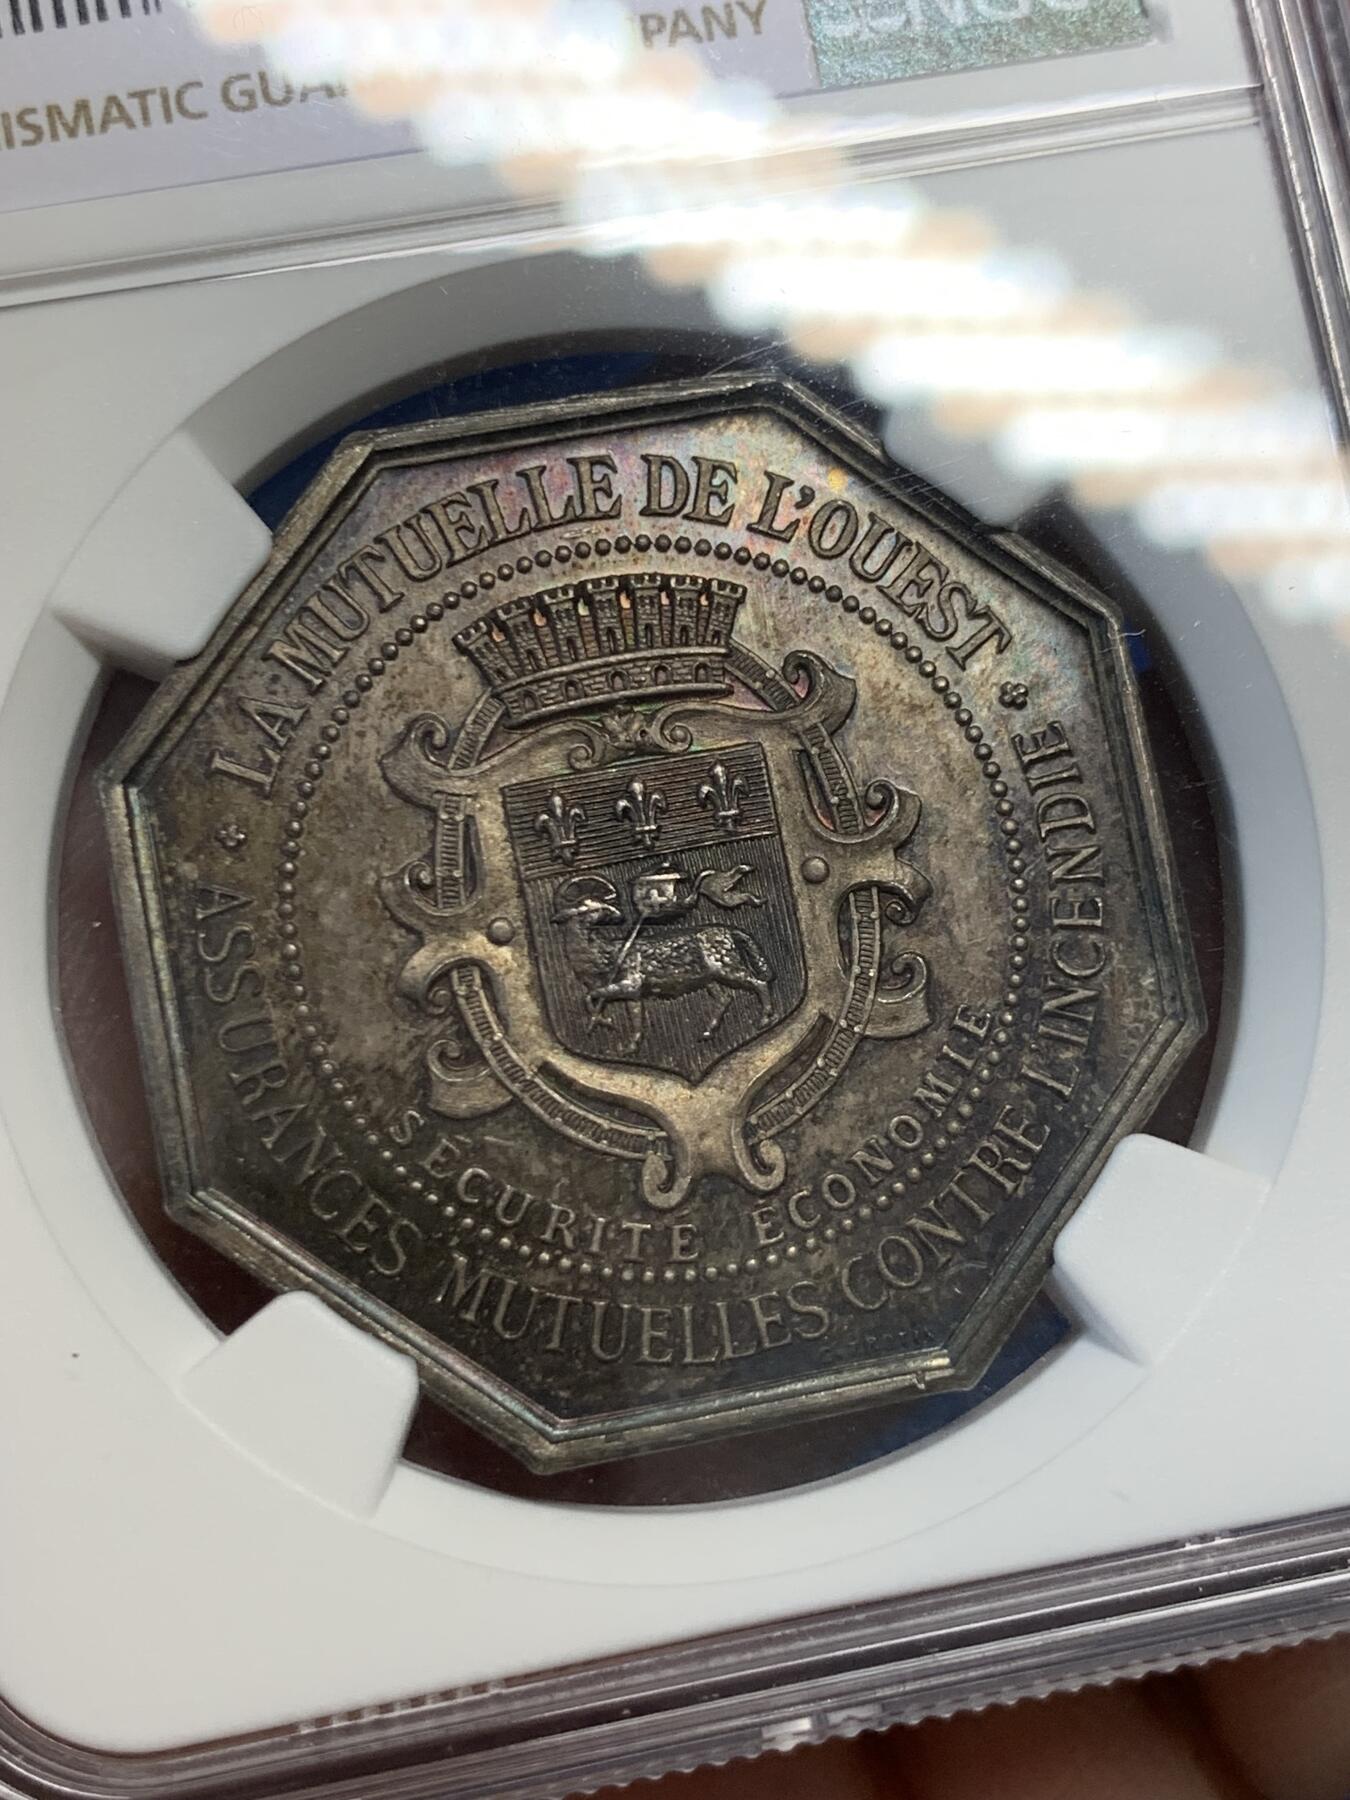 PANY
ISMATIC GUA
LA MUTUELLE DE L'OUEST
ASSURANCES MUTUELLES CONTRE L'INCENDIE
SÉCURITÉ ÉCONOMIE